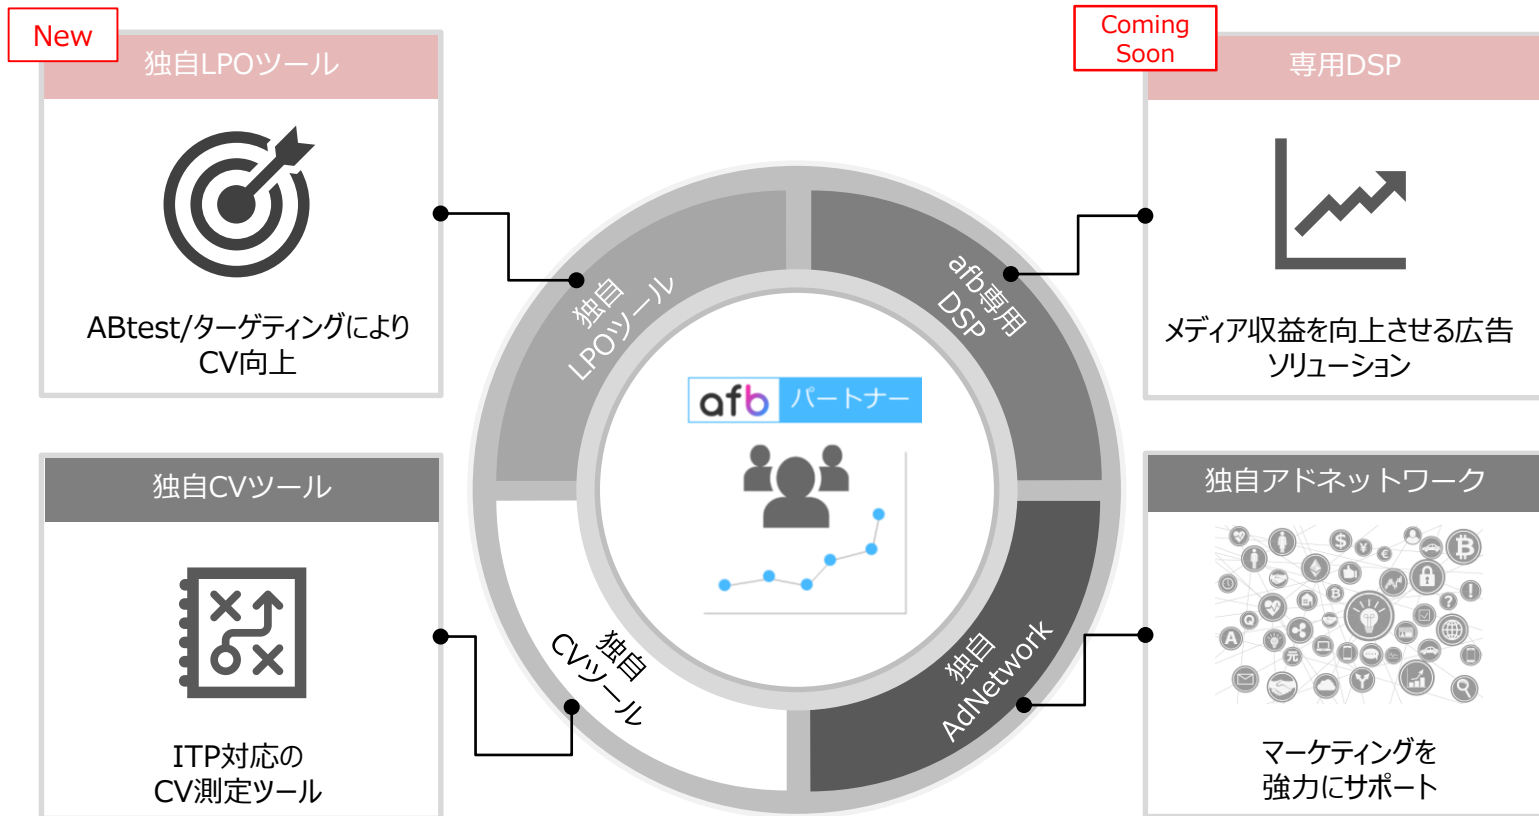 New
独自LPOツール
ABtest/ターゲティングにより
CV向上
Coming
Soon
専用DSP
メディア収益を向上させる広告
ソリューション
独自
LPOツール
afb専用
DSP
afb パートナー
独自
CVツール
独自
AdNetwork
独自CVツール
ITP対応の
CV測定ツール
独自アドネットワーク
マーケティングを
強力にサポート